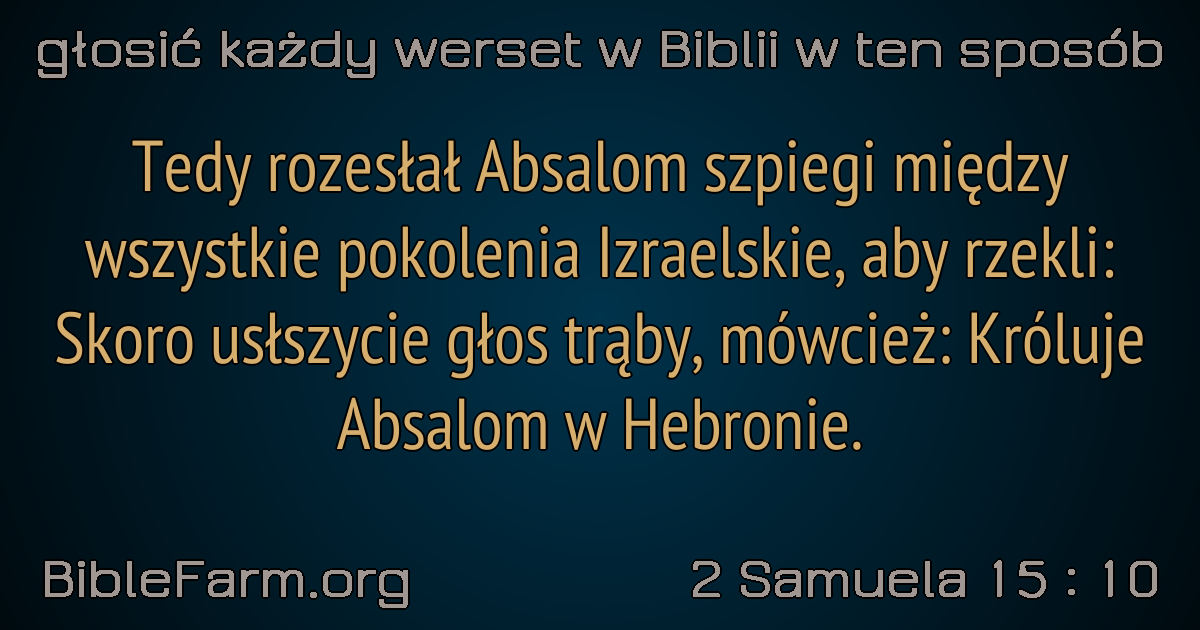 głosić każdy werset w Biblii w ten sposób
Tedy rozesłał Absalom szpiegi między
wszystkie pokolenia Izraelskie, aby rzekli:
Skoro usłszycie głos trąby, mówcież: Króluje
Absalom w Hebronie.
BibleFarm.org
2 Samuela 15 : 10